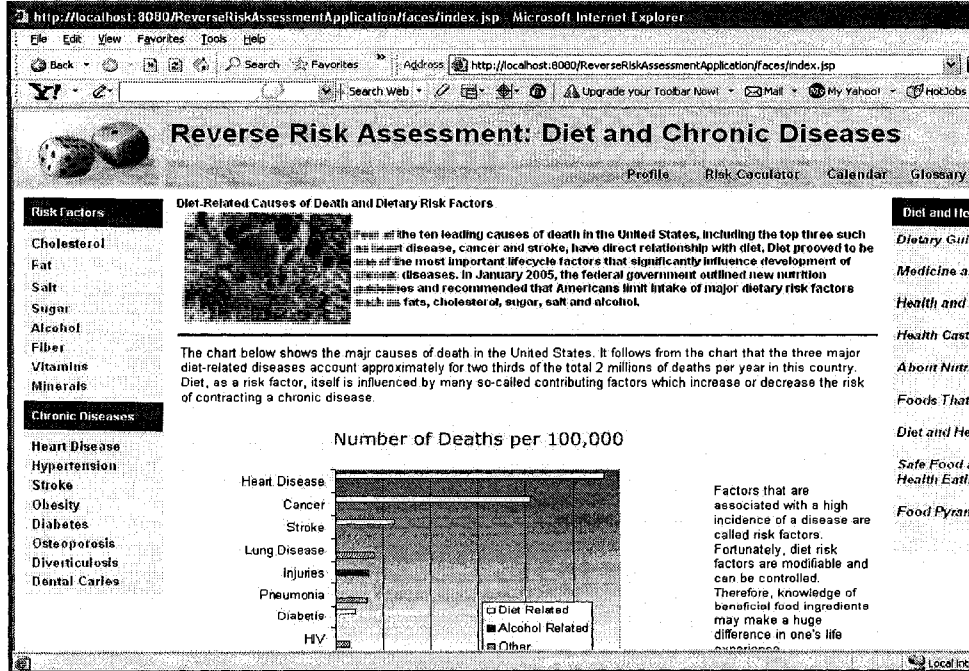 http://localhost:8080/ReverseRiskAssessmentApplication/faces/index.jsp - Microsoft Internet Explorer
File Edit View Favorites Tools Help
Back Search Favorites » Address http://localhost:8080/ReverseRiskAssessmentApplication/faces/index.jsp
Y! Search Web Upgrade your Toolbar Now! Mail My Yahoo! HotJobs
Reverse Risk Assessment: Diet and Chronic Diseases
Profile Risk Caculator Calendar Glossary
Risk Factors
Cholesterol
Fat
Salt
Sugar
Alcohol
Fiber
Vitamins
Minerals
Chronic Diseases
Heart Disease
Hypertension
Stroke
Obesity
Diabetes
Osteoporosis
Diverticulosis
Dental Caries
Diet-Related Causes of Death and Dietary Risk Factors
the ten leading causes of death in the United States, including the top three such
disease, cancer and stroke, have direct relationship with diet. Diet prooved to be
the most important lifecycle factors that significantly influence development of
diseases. In January 2005, the federal government outlined new nutrition
and recommended that Americans limit intake of major dietary risk factors
fats, cholesterol, sugar, salt and alcohol.
The chart below shows the majr causes of death in the United States. It follows from the chart that the three major
diet-related diseases account approximately for two thirds of the total 2 millions of deaths per year in this country.
Diet, as a risk factor, itself is influenced by many so-called contributing factors which increase or decrease the risk
of contracting a chronic disease.
Number of Deaths per 100,000
Heart Disease
Cancer
Stroke
Lung Disease
Injuries
Pneumonia
Diabetis
HIV
Diet Related
Alcohol Related
Other
Factors that are
associated with a high
incidence of a disease are
called risk factors.
Fortunately, diet risk
factors are modifiable and
can be controlled.
Therefore, knowledge of
beneficial food ingredients
may make a huge
difference in one's life
experience.
Diet and He
Dietary Gui
Medicine a
Health and
Health Cast
About Nutr
Foods That
Diet and He
Safe Food a
Health Eati
Food Pyram
Local in